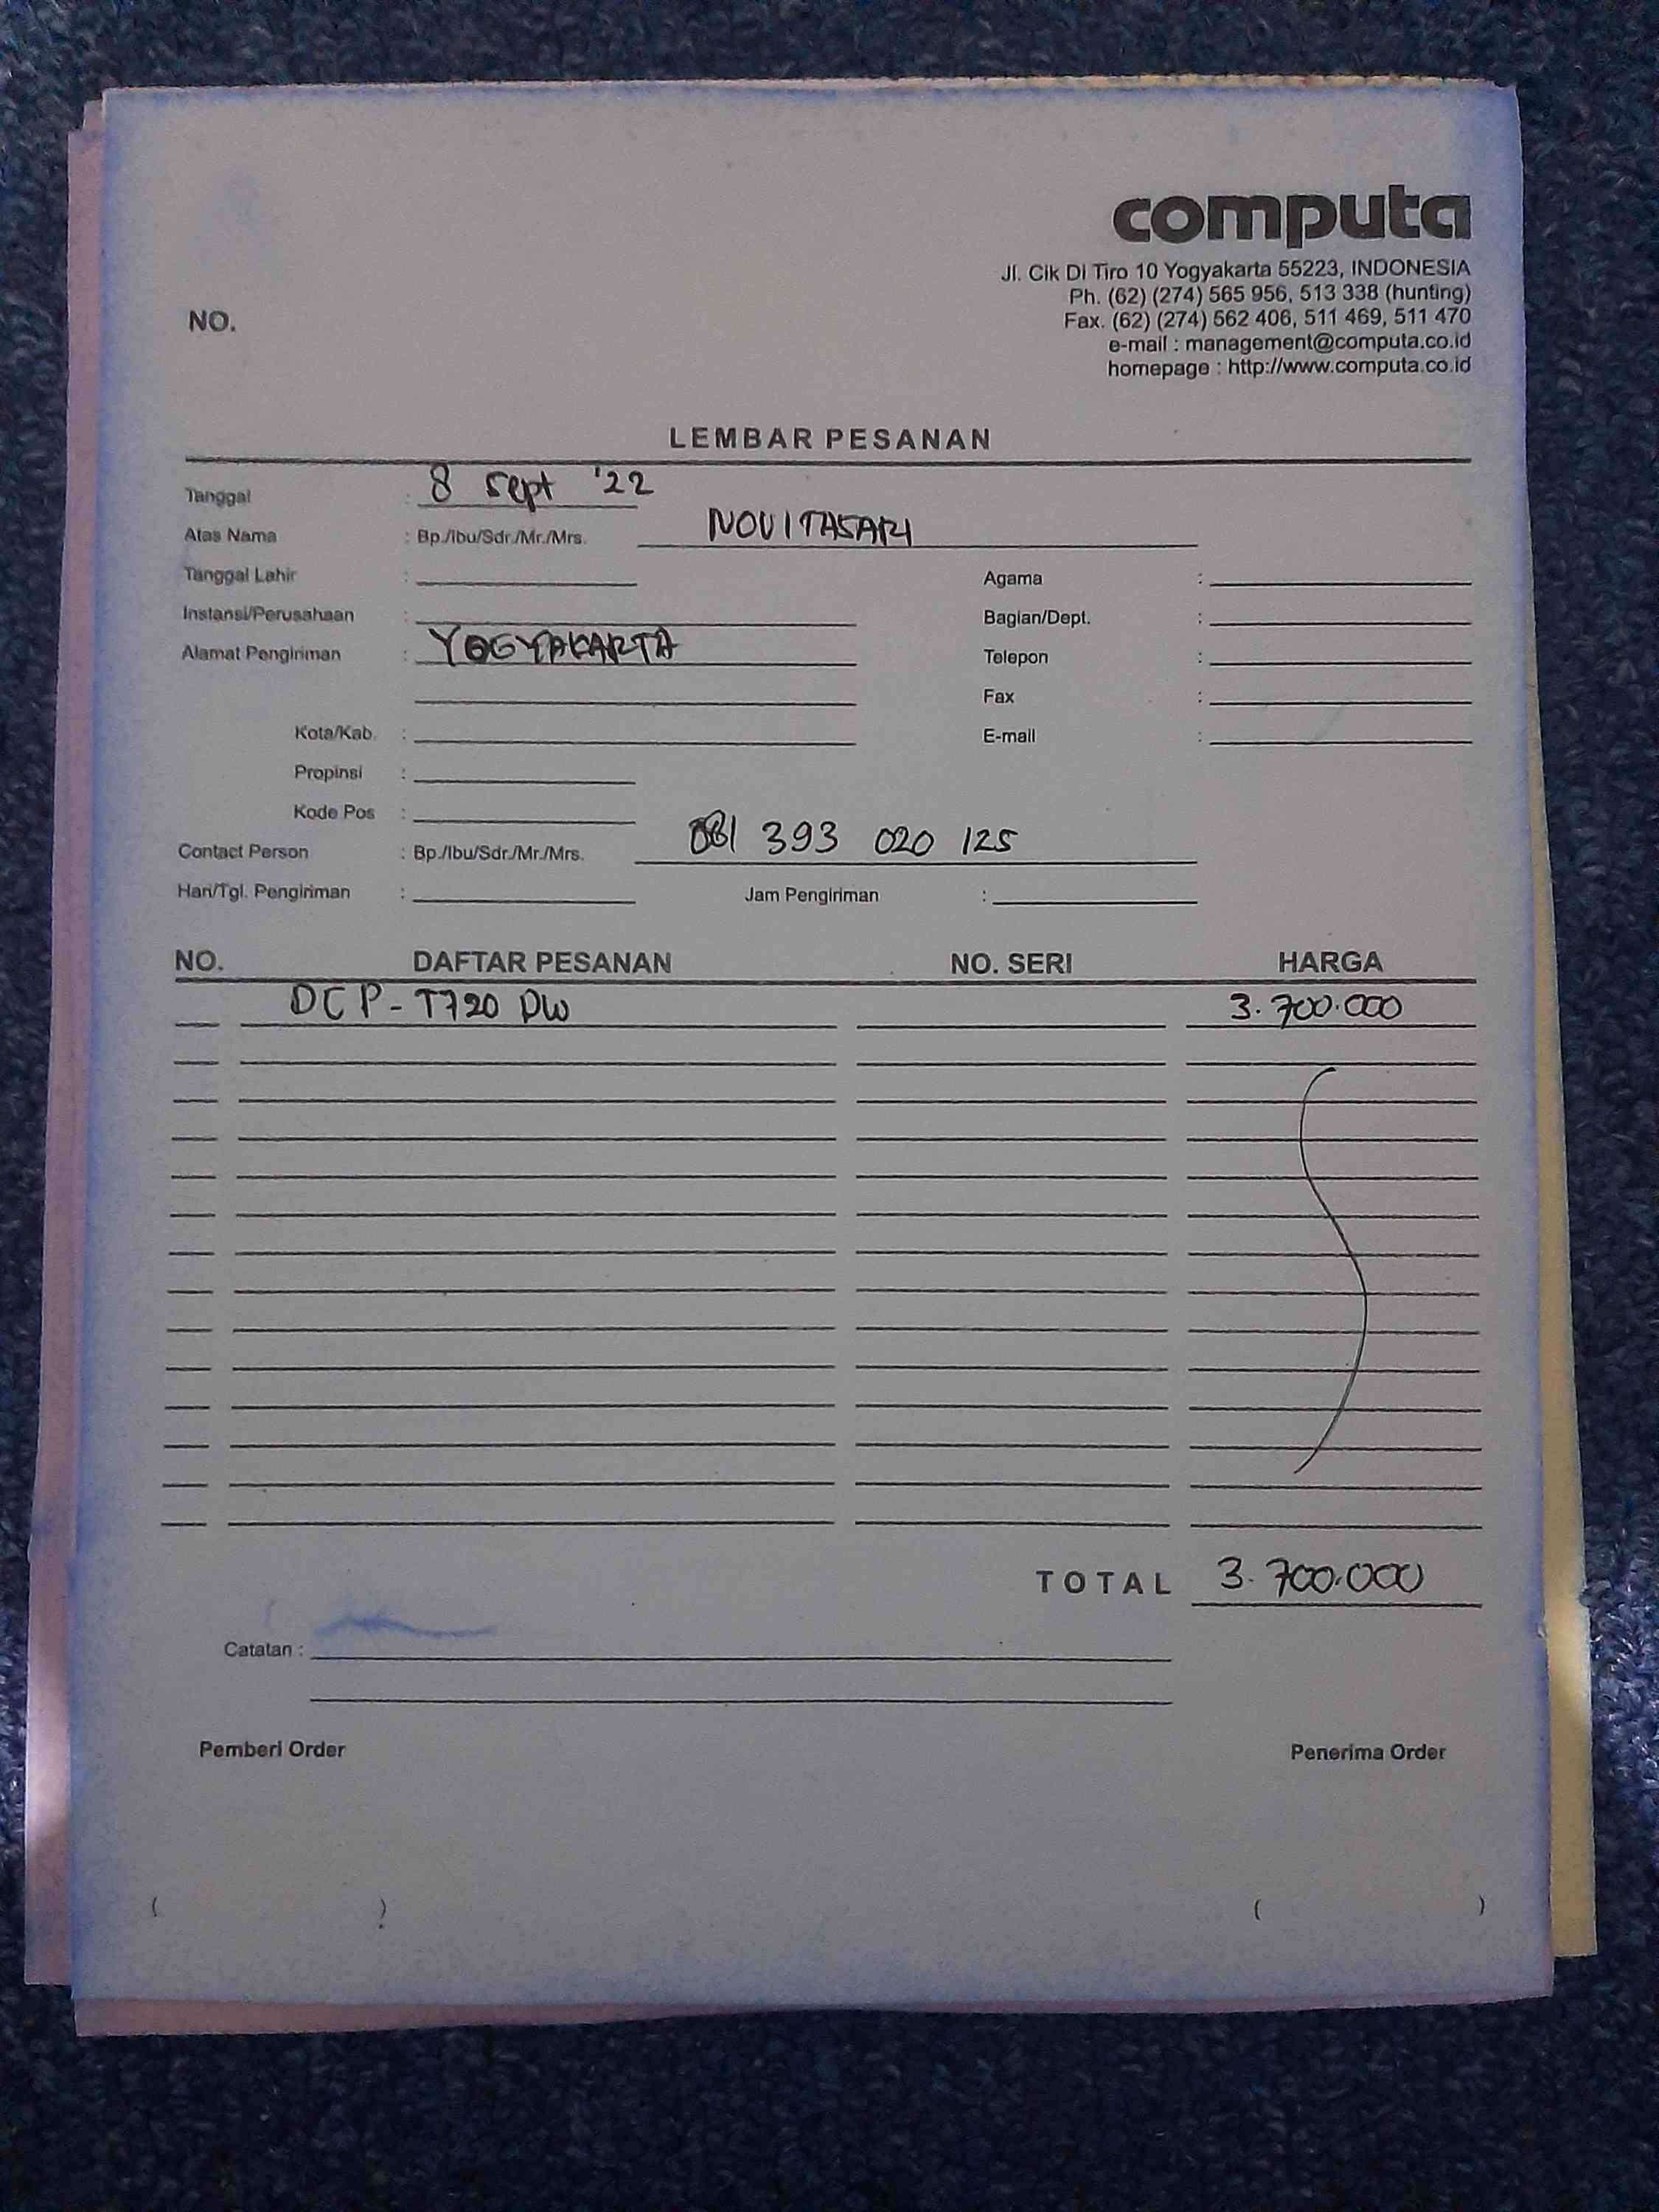 computa
Jl. Cik Di Tiro 10 Yogyakarta 55223, INDONESIA
Ph. (62) (274) 565 956, 513 338 (hunting)
Fax. (62) (274) 562 406, 511 469, 511 470
e-mail : management@computa.co.id
homepage : http://www.computa.co.id
NO.
LEMBAR PESANAN
Tanggal : 8 Sept '22
Atas Nama : Bp./Ibu/Sdr./Mr./Mrs. NOVITASARI
Tanggal Lahir : Agama :
Instansi/Perusahaan : Bagian/Dept. :
Alamat Pengiriman : YOGYAKARTA Telepon :
Fax :
Kota/Kab. : E-mail :
Propinsi :
Kode Pos :
Contact Person : Bp./Ibu/Sdr./Mr./Mrs. 081 393 020 125
Hari/Tgl. Pengiriman : Jam Pengiriman :
NO. DAFTAR PESANAN NO. SERI HARGA
DCP-T720 DW 3.700.000
TOTAL 3.700.000
Catatan :
Pemberi Order Penerima Order
( ) ( )